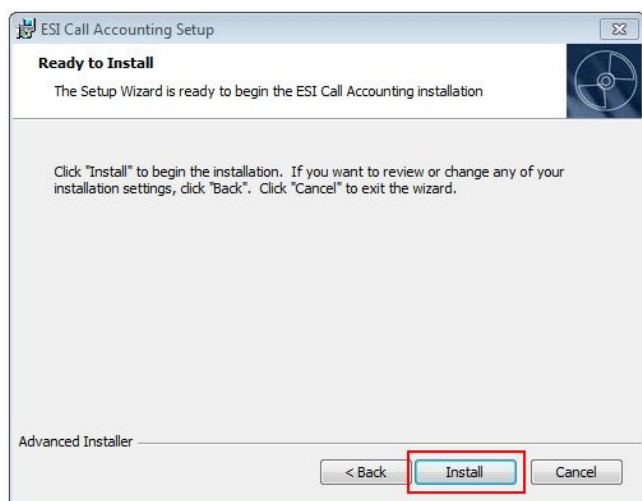 ESI Call Accounting Setup
Ready to Install
The Setup Wizard is ready to begin the ESI Call Accounting installation
Click "Install" to begin the installation. If you want to review or change any of your
installation settings, click "Back". Click "Cancel" to exit the wizard.
Advanced Installer
< Back Install Cancel